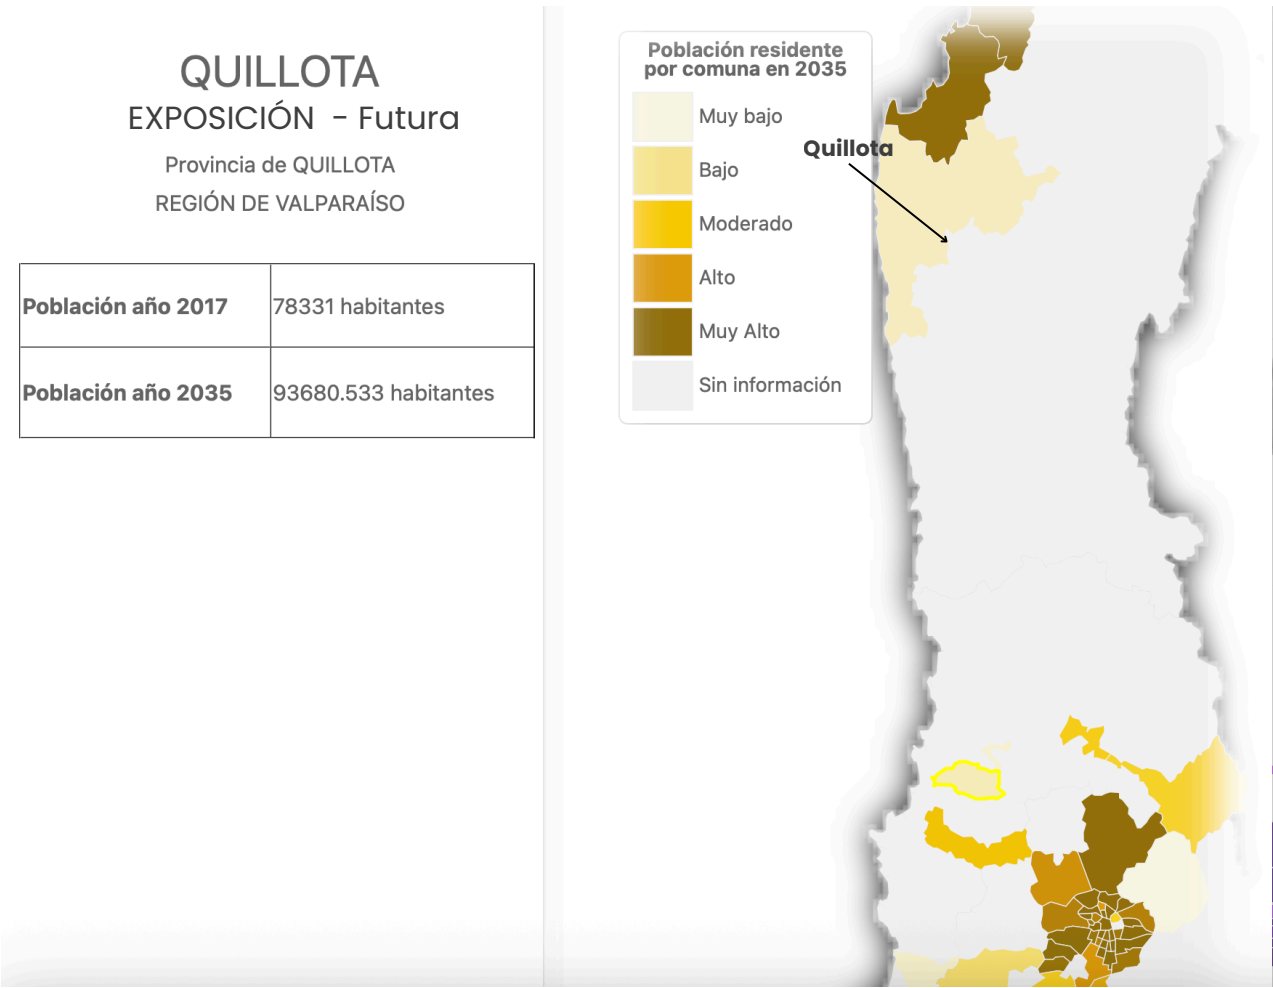 QUILLOTA
EXPOSICIÓN - Futura
Provincia de QUILLOTA
REGIÓN DE VALPARAÍSO
Población año 2017 78331 habitantes
Población año 2035 93680.533 habitantes
Población residente
por comuna en 2035
Muy bajo
Bajo
Moderado
Alto
Muy Alto
Sin información
Quillota